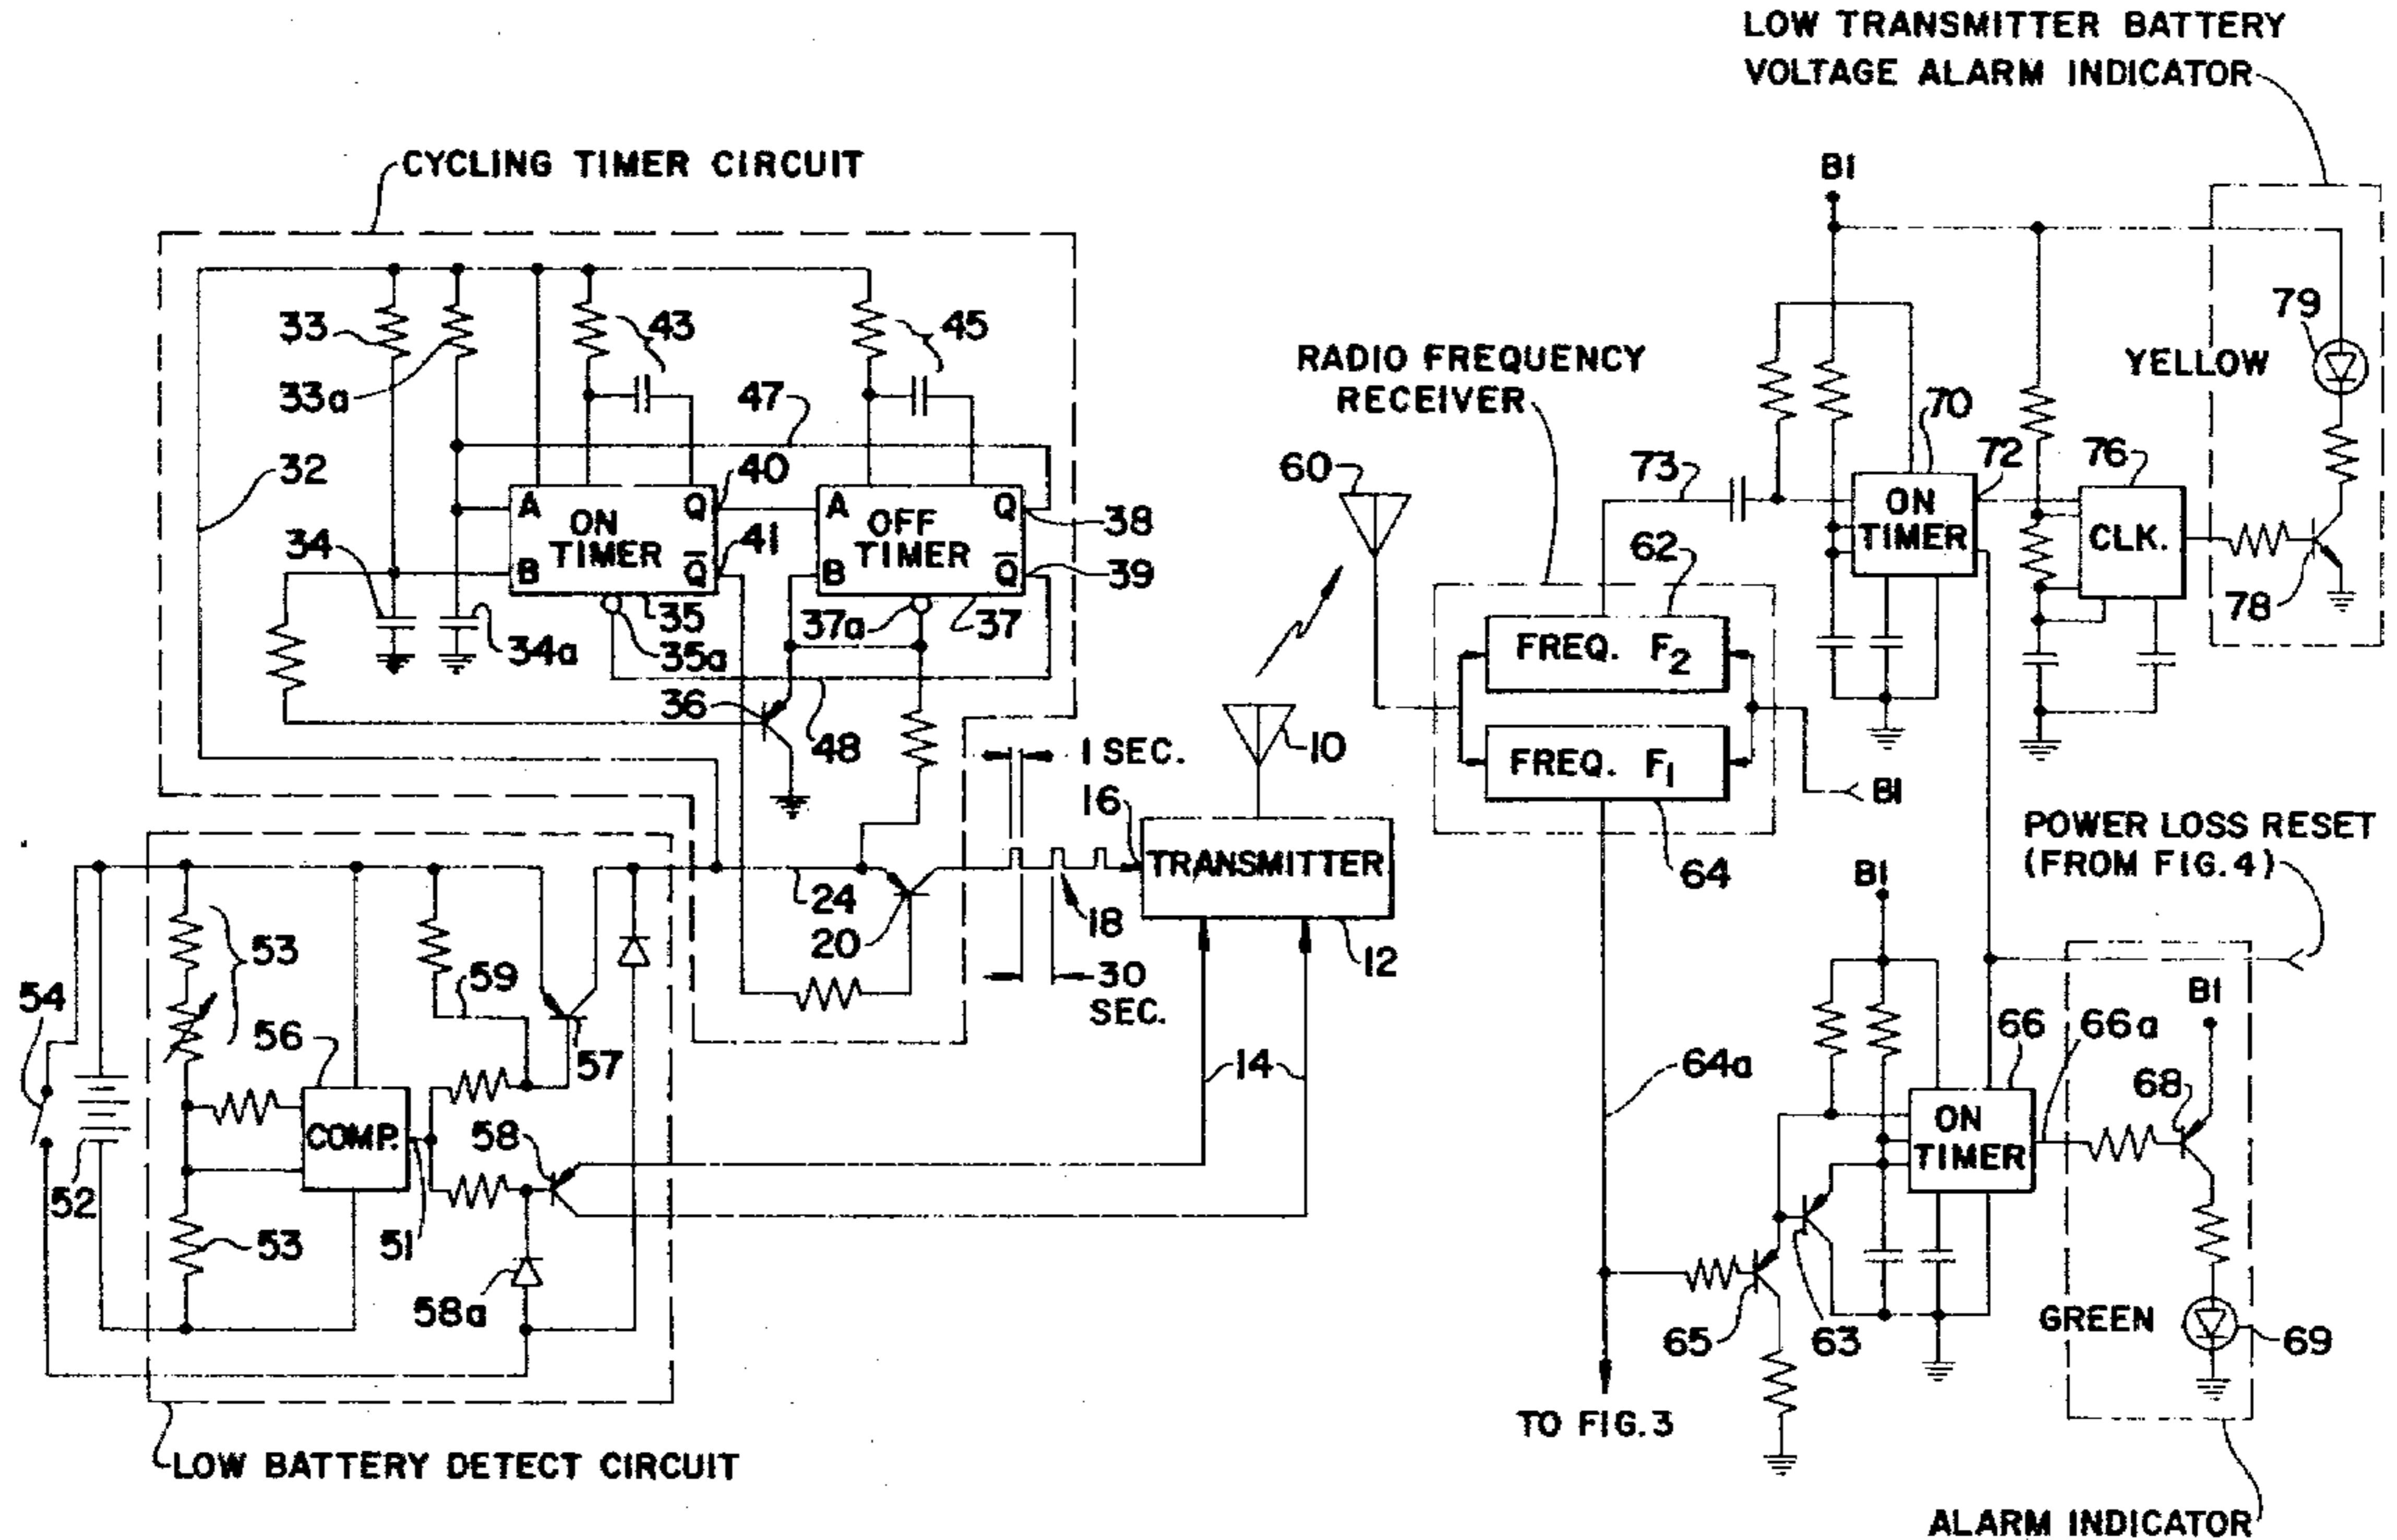 LOW TRANSMITTER BATTERY
VOLTAGE ALARM INDICATOR
CYCLING TIMER CIRCUIT
B1
33
43
45
79
33a
47
YELLOW
RADIO FREQUENCY
RECEIVER
70
32
40
60
73
72
76
A
Q
A
Q
38
ON
TIMER
OFF
TIMER
ON
TIMER
CLK.
34
41
62
B
Q̅
B
Q̅
39
34a
35
35a
37a
37
78
FREQ. F2
36
48
1 SEC.
10
FREQ. F1
B1
16
TRANSMITTER
64
POWER LOSS RESET
(FROM FIG. 4)
24
20
18
12
B1
53
59
30
SEC.
B1
54
56
57
14
64a
66
66a
68
COMP.
58
ON
TIMER
52
53
51
58a
65
63
GREEN
69
TO FIG. 3
LOW BATTERY DETECT CIRCUIT
ALARM INDICATOR